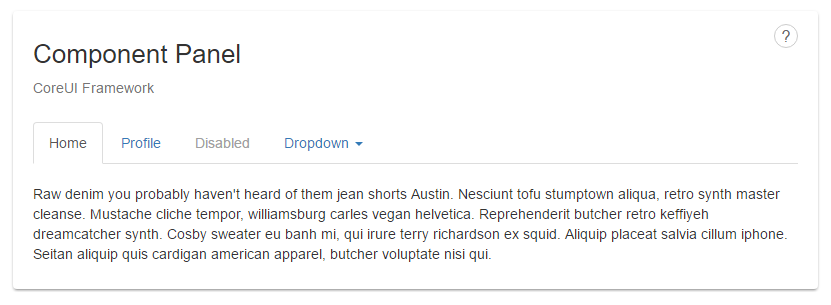 ?
Component Panel
CoreUI Framework
Home Profile Disabled Dropdown
Raw denim you probably haven't heard of them jean shorts Austin. Nesciunt tofu stumptown aliqua, retro synth master
cleanse. Mustache cliche tempor, williamsburg carles vegan helvetica. Reprehenderit butcher retro keffiyeh
dreamcatcher synth. Cosby sweater eu banh mi, qui irure terry richardson ex squid. Aliquip placeat salvia cillum iphone.
Seitan aliquip quis cardigan american apparel, butcher voluptate nisi qui.